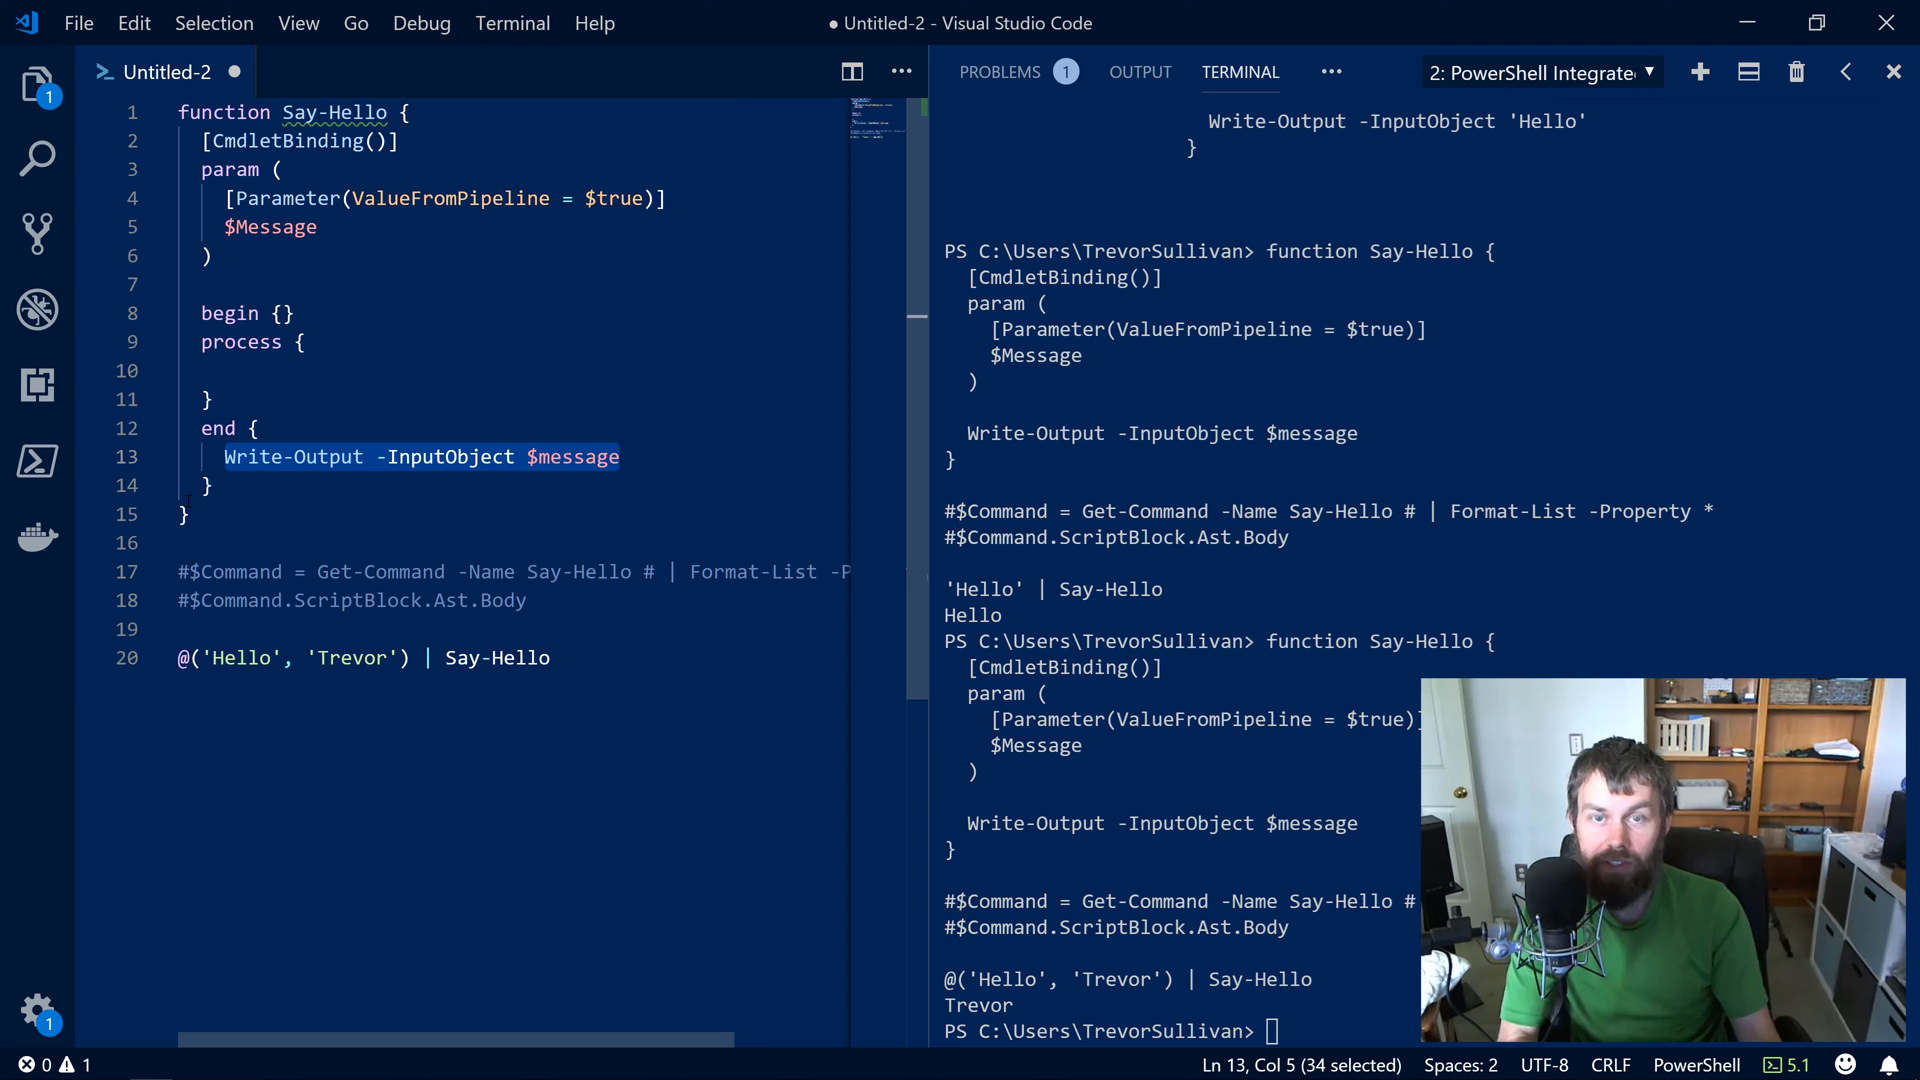 File Edit Selection View Go Debug Terminal Help
● Untitled-2 - Visual Studio Code
Untitled-2
PROBLEMS 1 OUTPUT TERMINAL ••• 2: PowerShell Integrate
1 function Say-Hello {
2 [CmdletBinding()]
3 param (
4 [Parameter(ValueFromPipeline = $true)]
5 $Message
6 )
7
8 begin {}
9 process {
10
11 }
12 end {
13 Write-Output -InputObject $message
14 }
15 }
16
17 #$Command = Get-Command -Name Say-Hello # | Format-List -P
18 #$Command.ScriptBlock.Ast.Body
19
20 @('Hello', 'Trevor') | Say-Hello
Write-Output -InputObject 'Hello'
}
PS C:\Users\TrevorSullivan> function Say-Hello {
[CmdletBinding()]
param (
[Parameter(ValueFromPipeline = $true)]
$Message
)
Write-Output -InputObject $message
}
#$Command = Get-Command -Name Say-Hello # | Format-List -Property *
#$Command.ScriptBlock.Ast.Body
'Hello' | Say-Hello
Hello
PS C:\Users\TrevorSullivan> function Say-Hello {
[CmdletBinding()]
param (
[Parameter(ValueFromPipeline = $true)]
$Message
)
Write-Output -InputObject $message
}
#$Command = Get-Command -Name Say-Hello #
#$Command.ScriptBlock.Ast.Body
@('Hello', 'Trevor') | Say-Hello
Trevor
PS C:\Users\TrevorSullivan>
1
1
0 1
Ln 13, Col 5 (34 selected) Spaces: 2 UTF-8 CRLF PowerShell 5.1